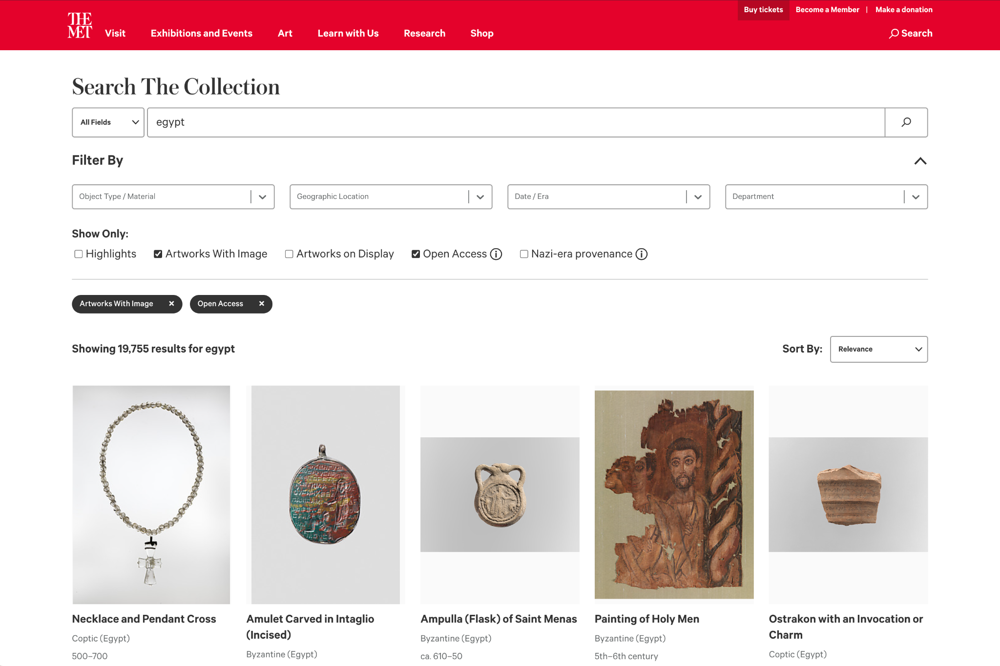 Buy tickets
Become a Member | Make a donation
THE
MET
Visit
Exhibitions and Events
Art
Learn with Us
Research
Shop
Search
Search The Collection
All Fields
egypt
Filter By
Object Type / Material
Geographic Location
Date / Era
Department
Show Only:
Highlights
Artworks With Image
Artworks on Display
Open Access
Nazi-era provenance
Artworks With Image
Open Access
Showing 19,755 results for egypt
Sort By:
Relevance
Necklace and Pendant Cross
Coptic (Egypt)
500–700
Amulet Carved in Intaglio
(Incised)
Byzantine (Egypt)
Ampulla (Flask) of Saint Menas
Byzantine (Egypt)
ca. 610–50
Painting of Holy Men
Byzantine (Egypt)
5th–6th century
Ostrakon with an Invocation or
Charm
Coptic (Egypt)